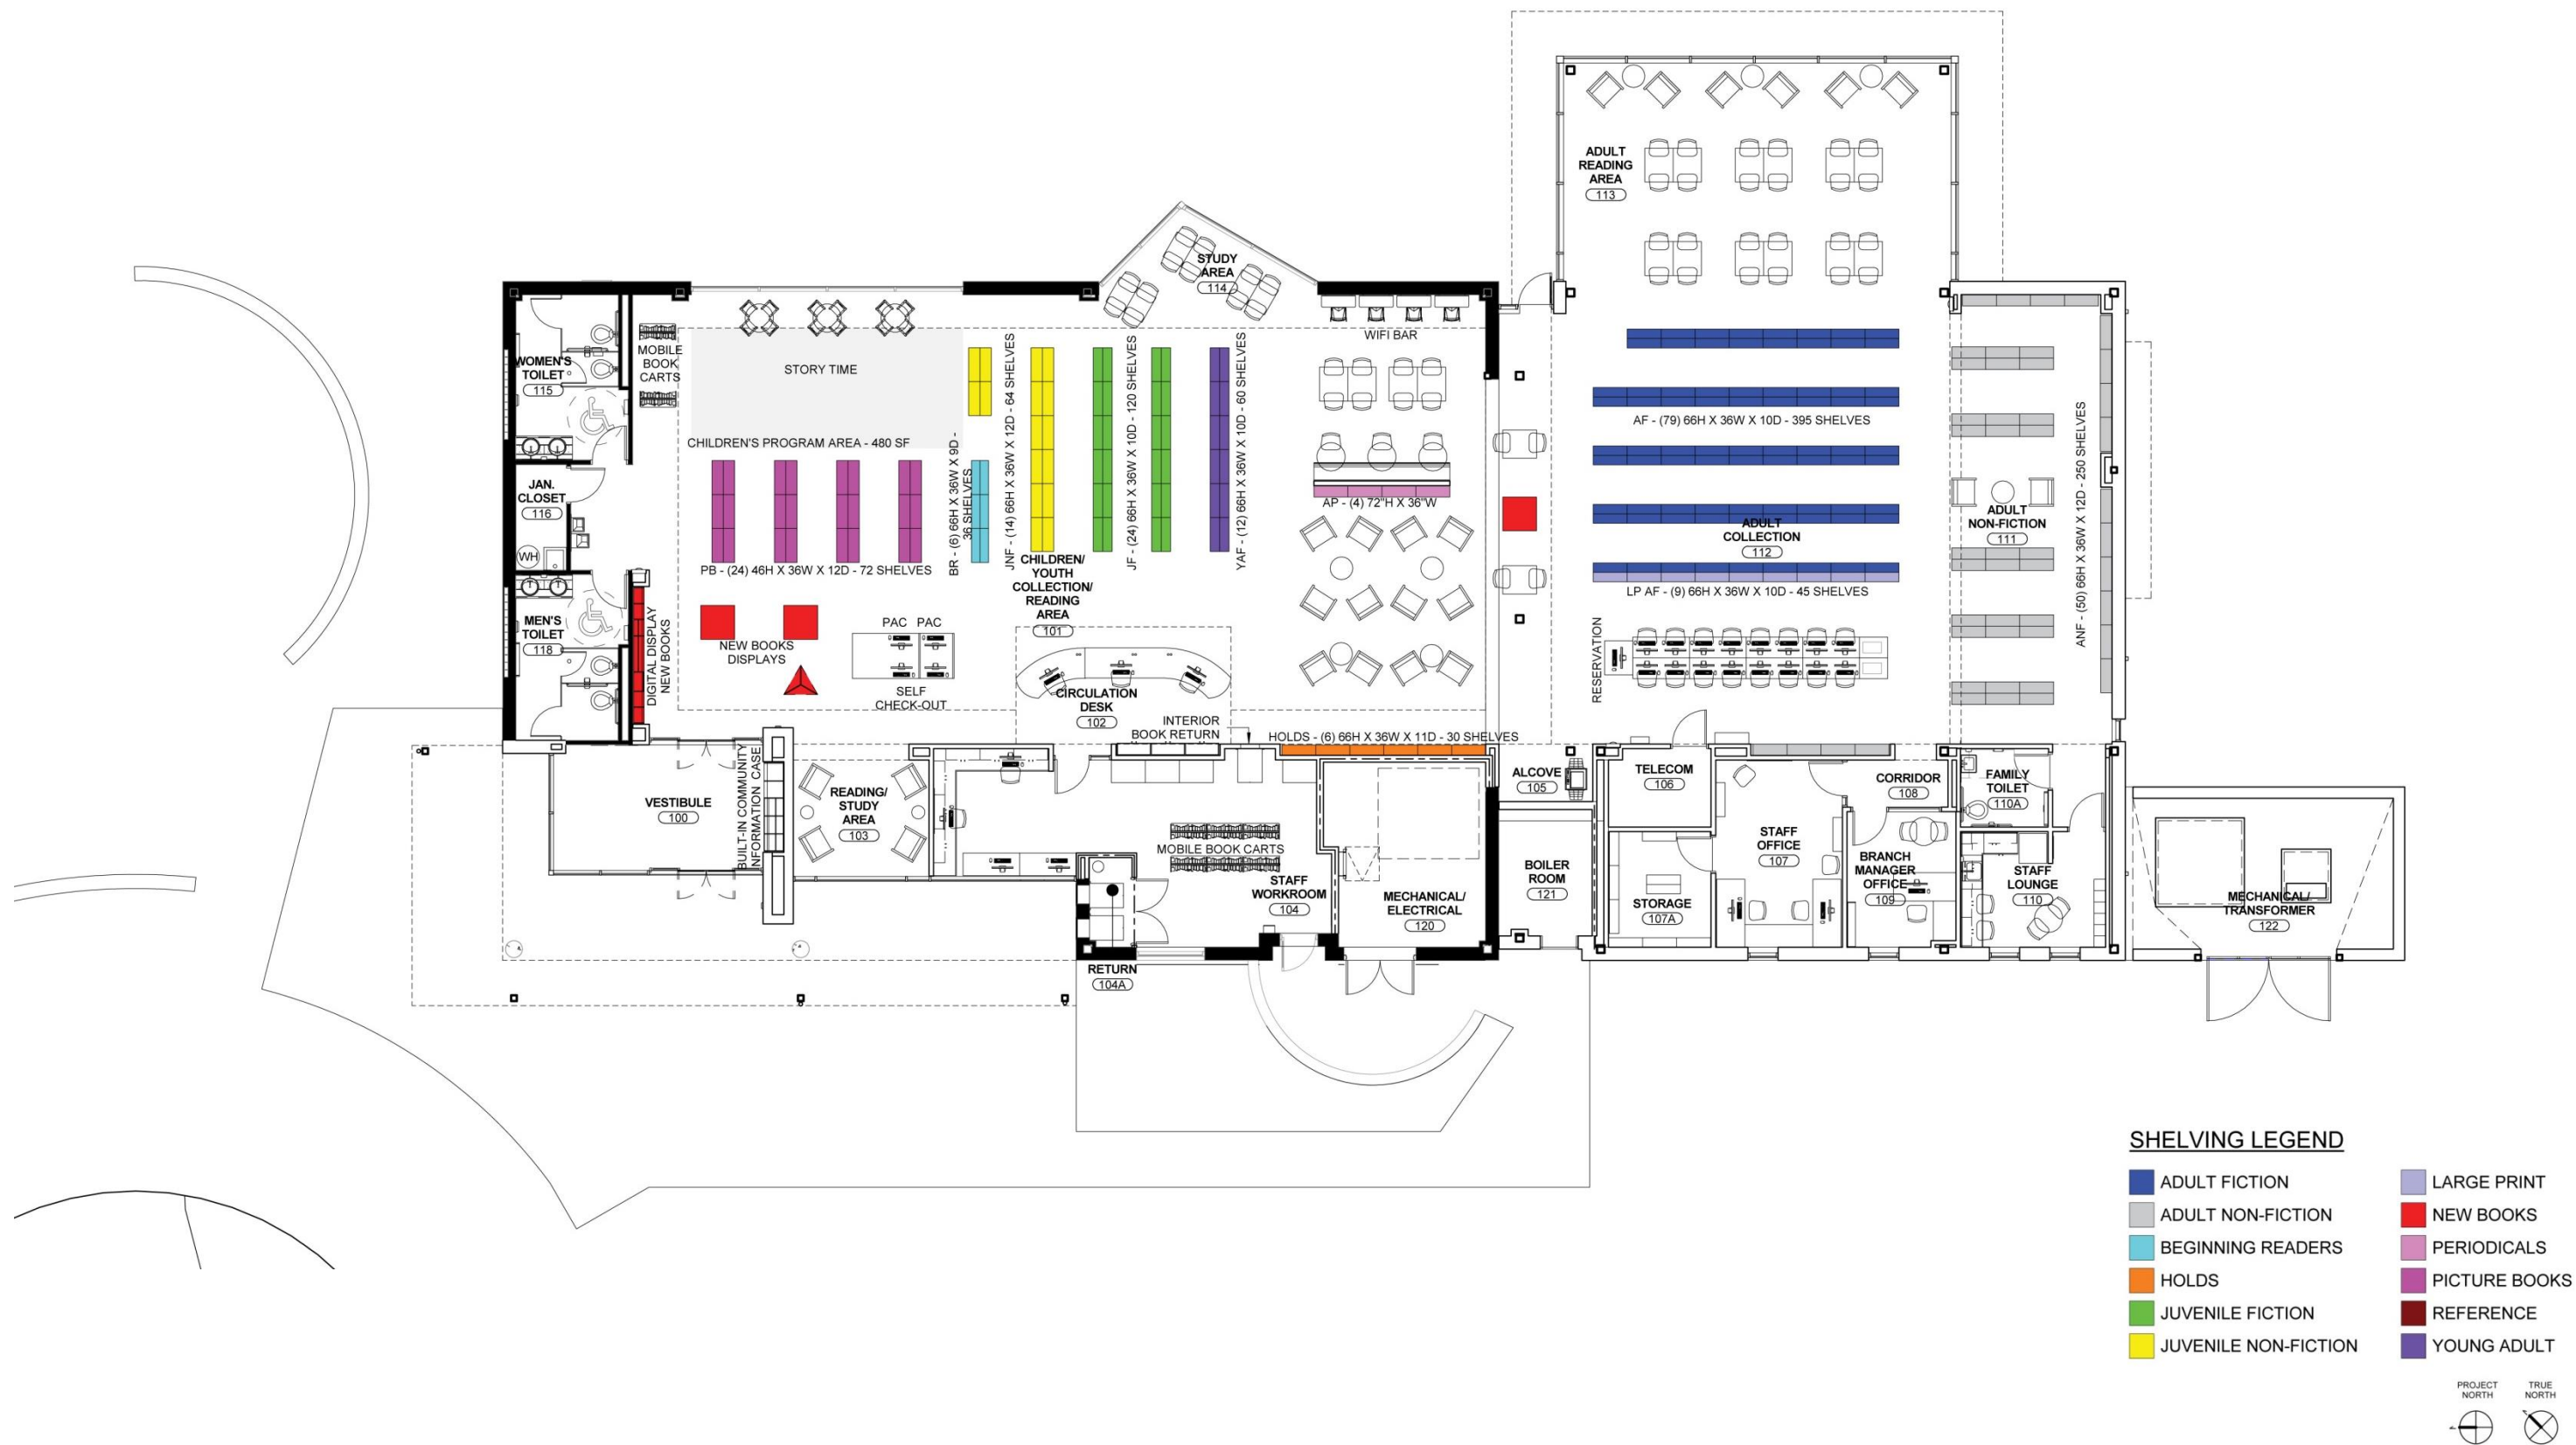 ADULT
READING
AREA
113
STUDY
AREA
114
WIFI BAR
WOMEN'S
TOILET
115
MOBILE
BOOK
CARTS
STORY TIME
CHILDREN'S PROGRAM AREA - 480 SF
JAN.
CLOSET
116
WH
PB - (24) 46H X 36W X 12D - 72 SHELVES
BR - (6) 66H X 36W X 9D -
36 SHELVES
JNF - (14) 66H X 36W X 12D - 64 SHELVES
JF - (24) 66H X 36W X 10D - 120 SHELVES
YAF - (12) 66H X 36W X 10D - 60 SHELVES
AP - (4) 72"H X 36"W
AF - (79) 66H X 36W X 10D - 395 SHELVES
ADULT
COLLECTION
112
LP AF - (9) 66H X 36W X 10D - 45 SHELVES
ADULT
NON-FICTION
111
ANF - (50) 66H X 36W X 12D - 250 SHELVES
CHILDREN/
YOUTH
COLLECTION/
READING
AREA
101
MEN'S
TOILET
118
DIGITAL DISPLAY
NEW BOOKS
NEW BOOKS
DISPLAYS
PAC PAC
SELF
CHECK-OUT
CIRCULATION
DESK
102
INTERIOR
BOOK RETURN
HOLDS - (6) 66H X 36W X 11D - 30 SHELVES
RESERVATION
VESTIBULE
100
BUILT-IN COMMUNITY
INFORMATION CASE
READING/
STUDY
AREA
103
MOBILE BOOK CARTS
STAFF
WORKROOM
104
RETURN
104A
MECHANICAL/
ELECTRICAL
120
ALCOVE
105
BOILER
ROOM
121
TELECOM
106
STORAGE
107A
STAFF
OFFICE
107
CORRIDOR
108
BRANCH
MANAGER
OFFICE
109
FAMILY
TOILET
110A
STAFF
LOUNGE
110
MECHANICAL/
TRANSFORMER
122
SHELVING LEGEND
ADULT FICTION
ADULT NON-FICTION
BEGINNING READERS
HOLDS
JUVENILE FICTION
JUVENILE NON-FICTION
LARGE PRINT
NEW BOOKS
PERIODICALS
PICTURE BOOKS
REFERENCE
YOUNG ADULT
PROJECT
NORTH
TRUE
NORTH